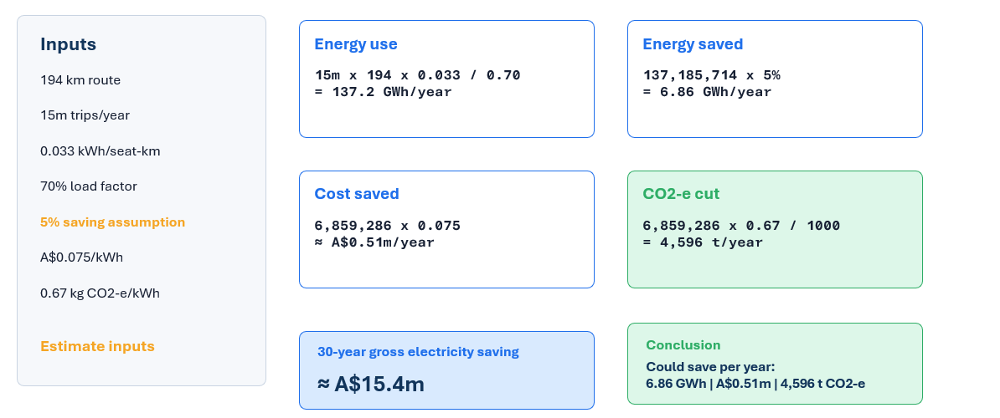 Inputs
194 km route
15m trips/year
0.033 kWh/seat-km
70% load factor
5% saving assumption
A$0.075/kWh
0.67 kg CO2-e/kWh
Estimate inputs
Energy use
15m x 194 x 0.033 / 0.70
= 137.2 GWh/year
Energy saved
137,185,714 x 5%
= 6.86 GWh/year
Cost saved
6,859,286 x 0.075
≈ A$0.51m/year
CO2-e cut
6,859,286 x 0.67 / 1000
= 4,596 t/year
30-year gross electricity saving
≈ A$15.4m
Conclusion
Could save per year:
6.86 GWh | A$0.51m | 4,596 t CO2-e